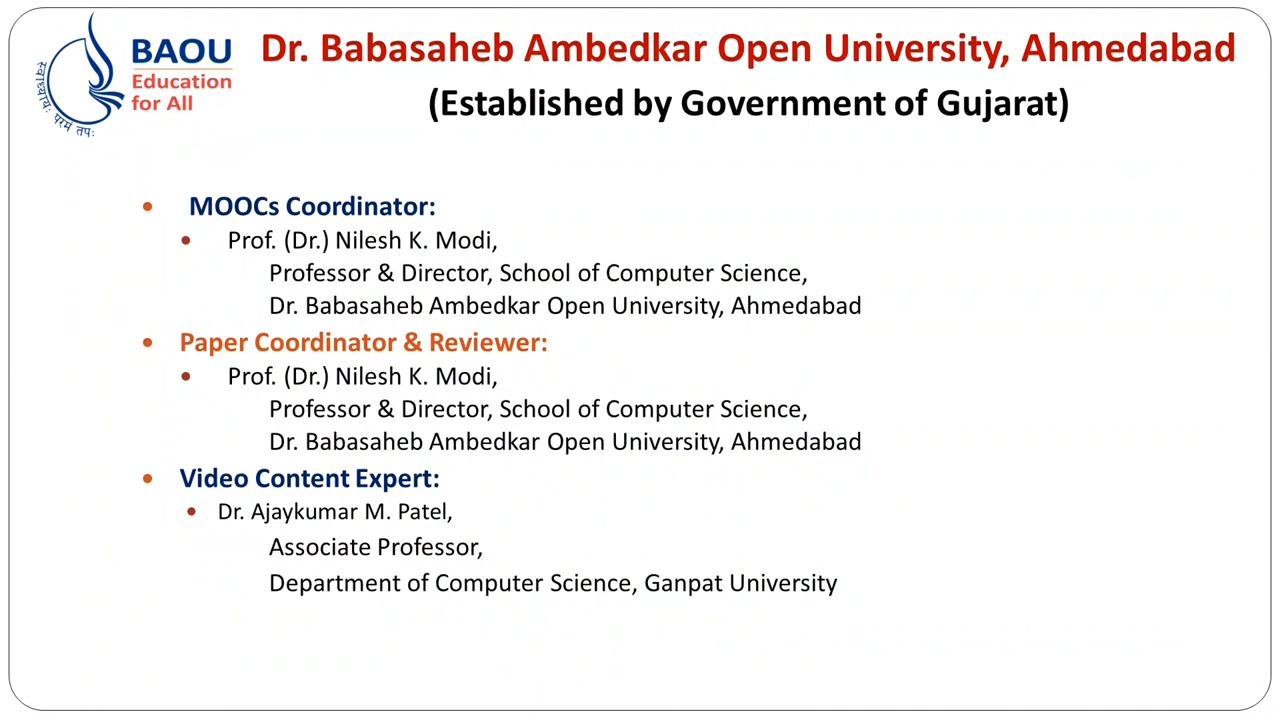 BAOU
Education
for All
स्वाध्यायः परमं तपः
Dr. Babasaheb Ambedkar Open University, Ahmedabad
(Established by Government of Gujarat)
• MOOCs Coordinator:
• Prof. (Dr.) Nilesh K. Modi,
Professor & Director, School of Computer Science,
Dr. Babasaheb Ambedkar Open University, Ahmedabad
• Paper Coordinator & Reviewer:
• Prof. (Dr.) Nilesh K. Modi,
Professor & Director, School of Computer Science,
Dr. Babasaheb Ambedkar Open University, Ahmedabad
• Video Content Expert:
• Dr. Ajaykumar M. Patel,
Associate Professor,
Department of Computer Science, Ganpat University